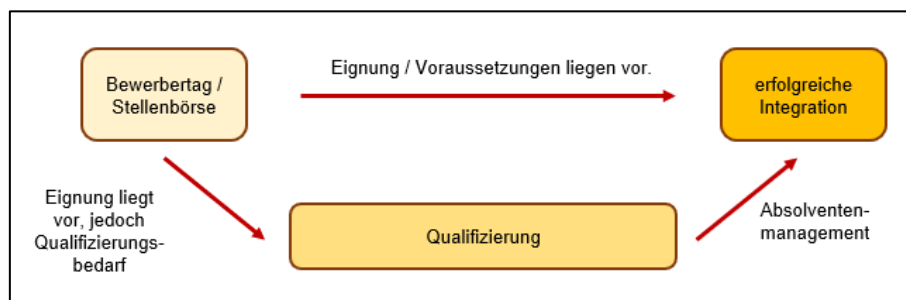 Bewerbertag /
Stellenbörse
Eignung / Voraussetzungen liegen vor.
erfolgreiche
Integration
Eignung liegt
vor, jedoch
Qualifizierungs-
bedarf
Qualifizierung
Absolventen-
management